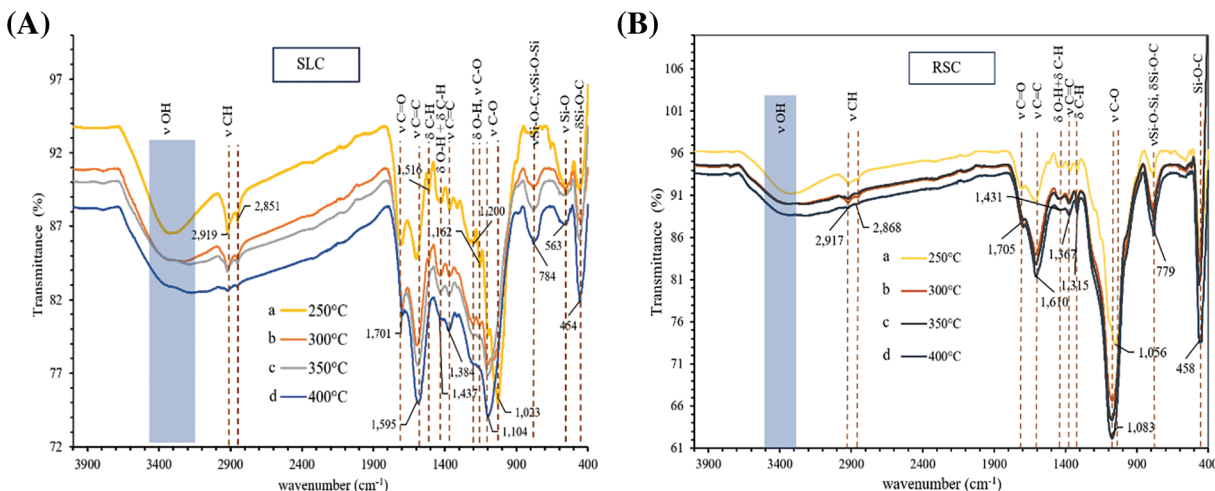 (A)
SLC
97
92
87
82
77
72
Transmittance (%)
3900
3400
2900
2400
1900
1400
900
400
wavenumber (cm-1)
ν OH
ν CH
ν C=O
ν C=C
δ C-H
δ O-H + δ C-H
ν C=C
δ O-H, ν C-O
ν C-O
νSi-O-C,νSi-O-Si
ν Si-O
δSi-O-C
2,919
2,851
1,701
1,595
1,516
1,437
1,384
1,162
1,200
1,104
1,023
784
563
454
a 250°C
b 300°C
c 350°C
d 400°C
(B)
RSC
106
101
96
91
86
81
76
71
66
61
Transmittance (%)
3900
3400
2900
2400
1900
1400
900
400
wavenumber (cm-1)
ν OH
ν CH
ν C=O
ν C=C
δ O-H+δ C-H
ν C=C
δ C-H
ν C-O
νSi-O-Si, δSi-O-C
Si-O-C
2,917
2,868
1,705
1,610
1,431
1,367
1,315
1,056
1,083
779
458
a 250°C
b 300°C
c 350°C
d 400°C